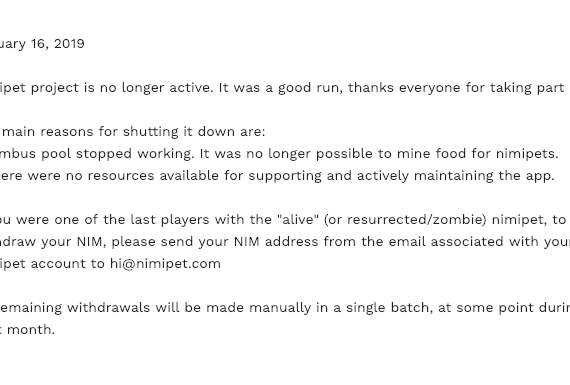 uary 16, 2019
ipet project is no longer active. It was a good run, thanks everyone for taking part
main reasons for shutting it down are:
mbus pool stopped working. It was no longer possible to mine food for nimipets.
ere were no resources available for supporting and actively maintaining the app.
ou were one of the last players with the "alive" (or resurrected/zombie) nimipet, to
hdraw your NIM, please send your NIM address from the email associated with your
ipet account to hi@nimipet.com
emaining withdrawals will be made manually in a single batch, at some point durin
t month.